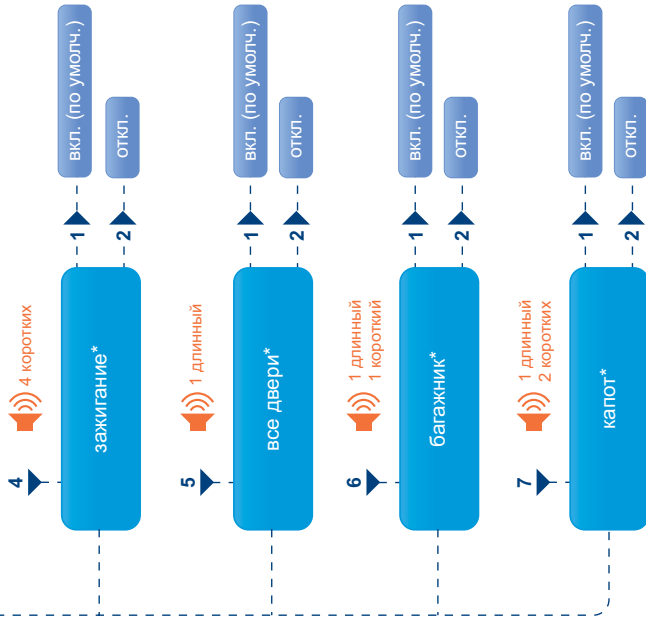 4
4 коротких
зажигание*
1
вкл. (по умолч.)
2
откл.
5
1 длинный
все двери*
1
вкл. (по умолч.)
2
откл.
6
1 длинный
1 короткий
багажник*
1
вкл. (по умолч.)
2
откл.
7
1 длинный
2 коротких
капот*
1
вкл. (по умолч.)
2
откл.